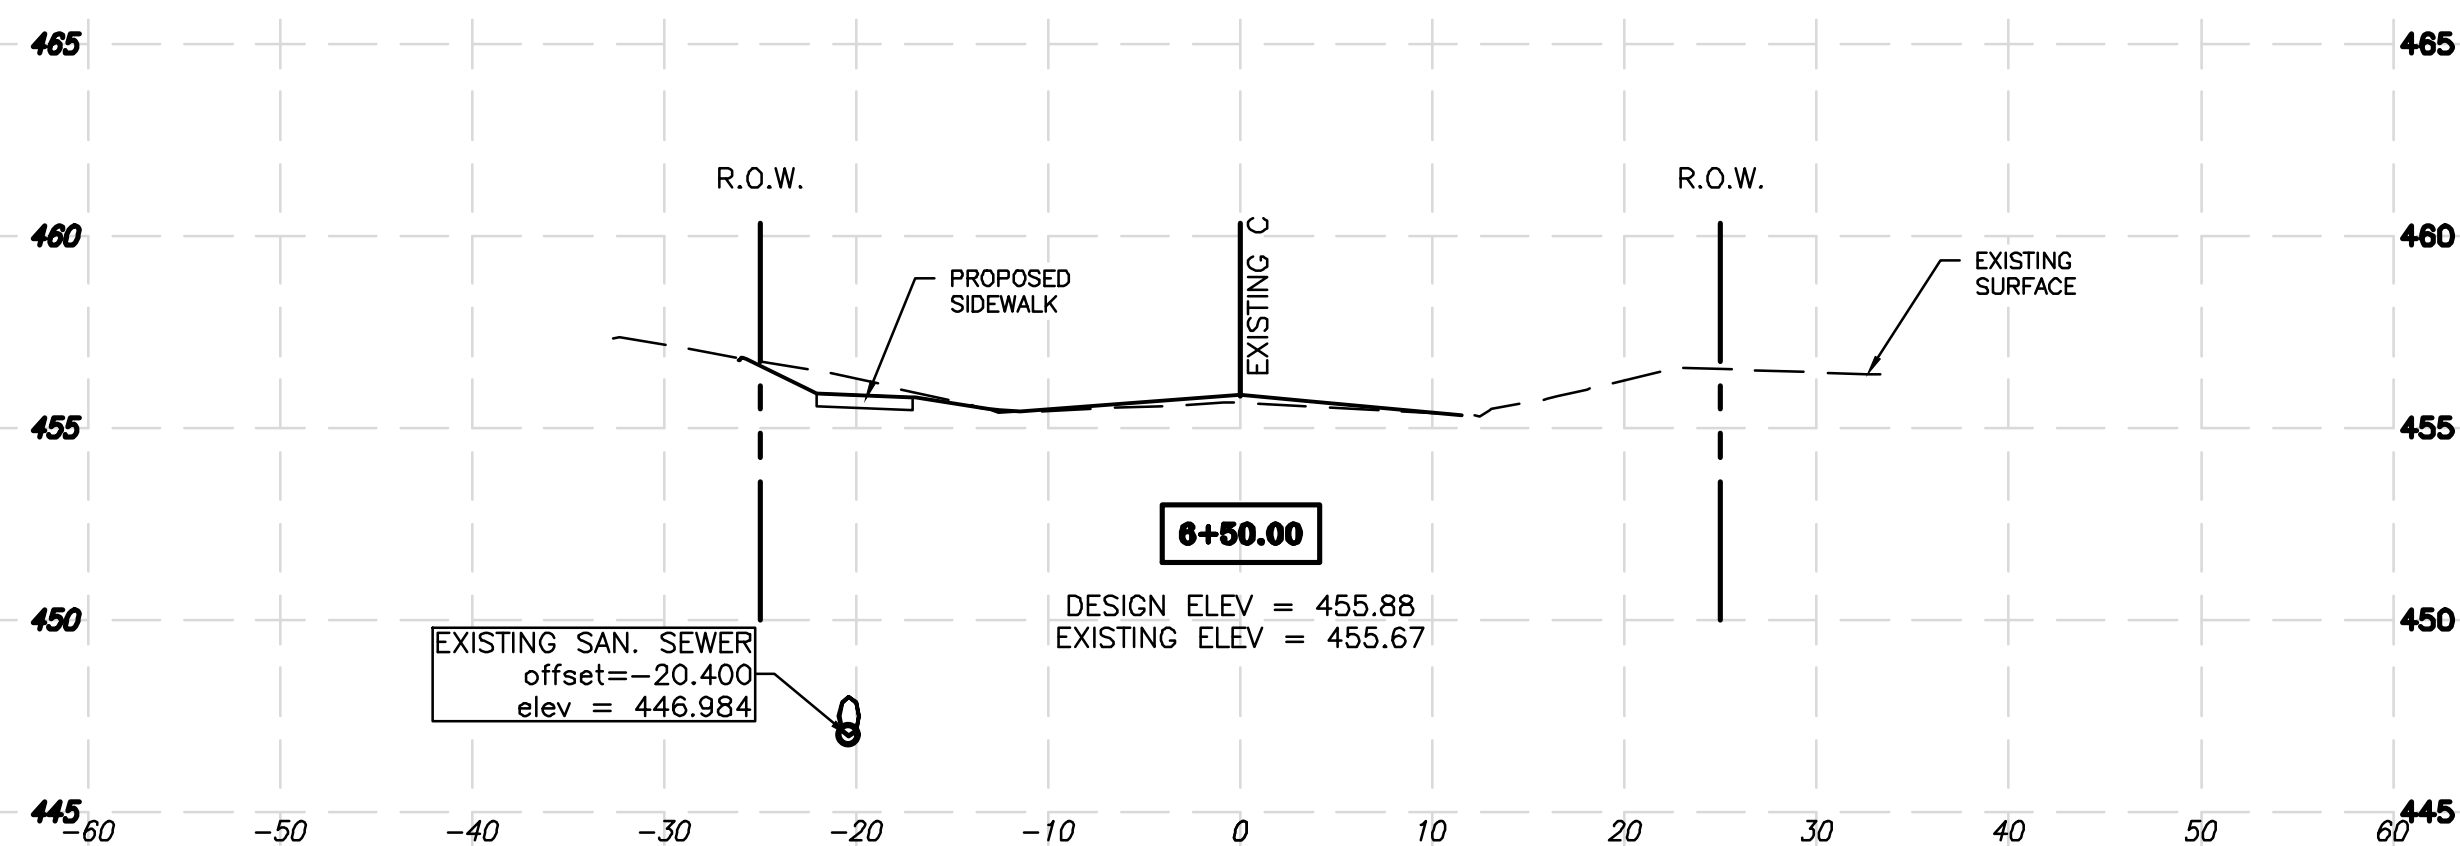 465 465
R.O.W. R.O.W.
460 460
EXISTING C
PROPOSED
SIDEWALK
EXISTING
SURFACE
455 455
6+50.00
DESIGN ELEV = 455.88
EXISTING ELEV = 455.67
450 450
EXISTING SAN. SEWER
offset=-20.400
elev = 446.984
445 445
-60 -50 -40 -30 -20 -10 0 10 20 30 40 50 60